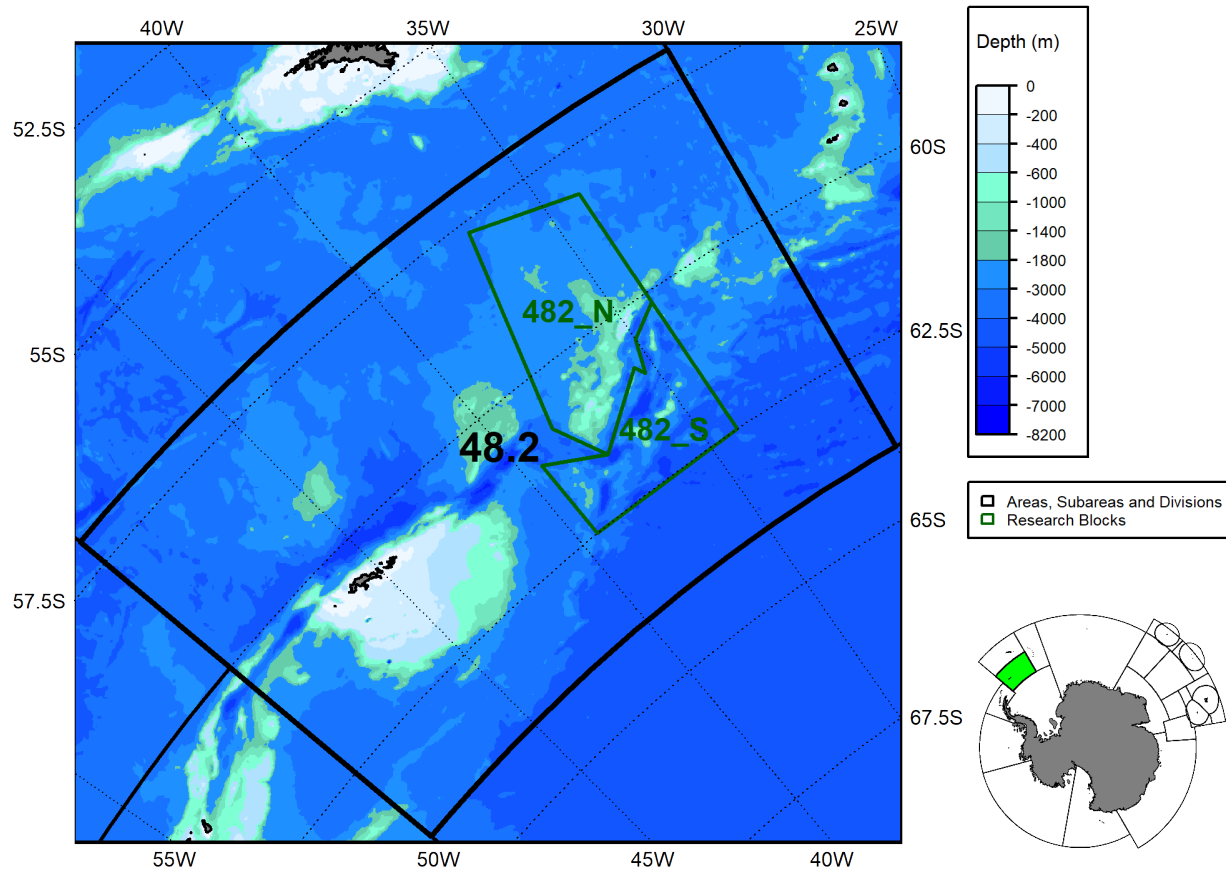 40W
35W
30W
25W
52.5S
55S
57.5S
60S
62.5S
65S
67.5S
55W
50W
45W
40W
482_N
482_S
48.2
Depth (m)
0
-200
-400
-600
-1000
-1400
-1800
-3000
-4000
-5000
-6000
-7000
-8200
Areas, Subareas and Divisions
Research Blocks